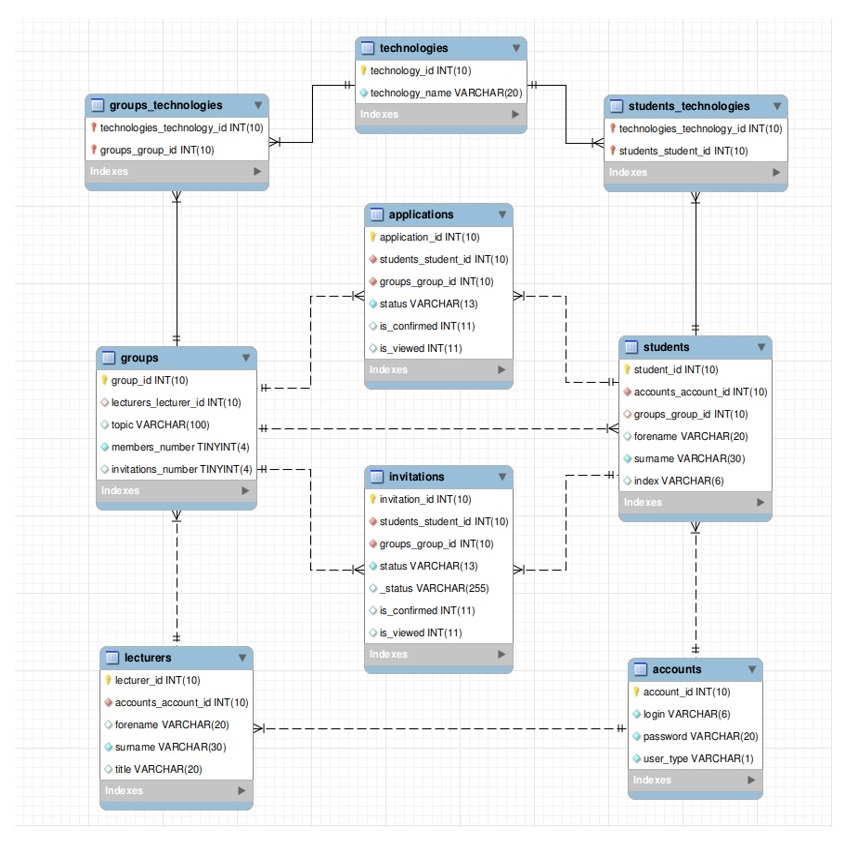 technologies
technology_id INT(10)
technology_name VARCHAR(20)
Indexes
groups_technologies
technologies_technology_id INT(10)
groups_group_id INT(10)
Indexes
students_technologies
technologies_technology_id INT(10)
students_student_id INT(10)
Indexes
applications
application_id INT(10)
students_student_id INT(10)
groups_group_id INT(10)
status VARCHAR(13)
is_confirmed INT(11)
is_viewed INT(11)
Indexes
groups
group_id INT(10)
lecturers_lecturer_id INT(10)
topic VARCHAR(100)
members_number TINYINT(4)
invitations_number TINYINT(4)
Indexes
students
student_id INT(10)
accounts_account_id INT(10)
groups_group_id INT(10)
forename VARCHAR(20)
surname VARCHAR(30)
index VARCHAR(6)
Indexes
invitations
invitation_id INT(10)
students_student_id INT(10)
groups_group_id INT(10)
status VARCHAR(13)
_status VARCHAR(255)
is_confirmed INT(11)
is_viewed INT(11)
Indexes
lecturers
lecturer_id INT(10)
accounts_account_id INT(10)
forename VARCHAR(20)
surname VARCHAR(30)
title VARCHAR(20)
Indexes
accounts
account_id INT(10)
login VARCHAR(6)
password VARCHAR(20)
user_type VARCHAR(1)
Indexes